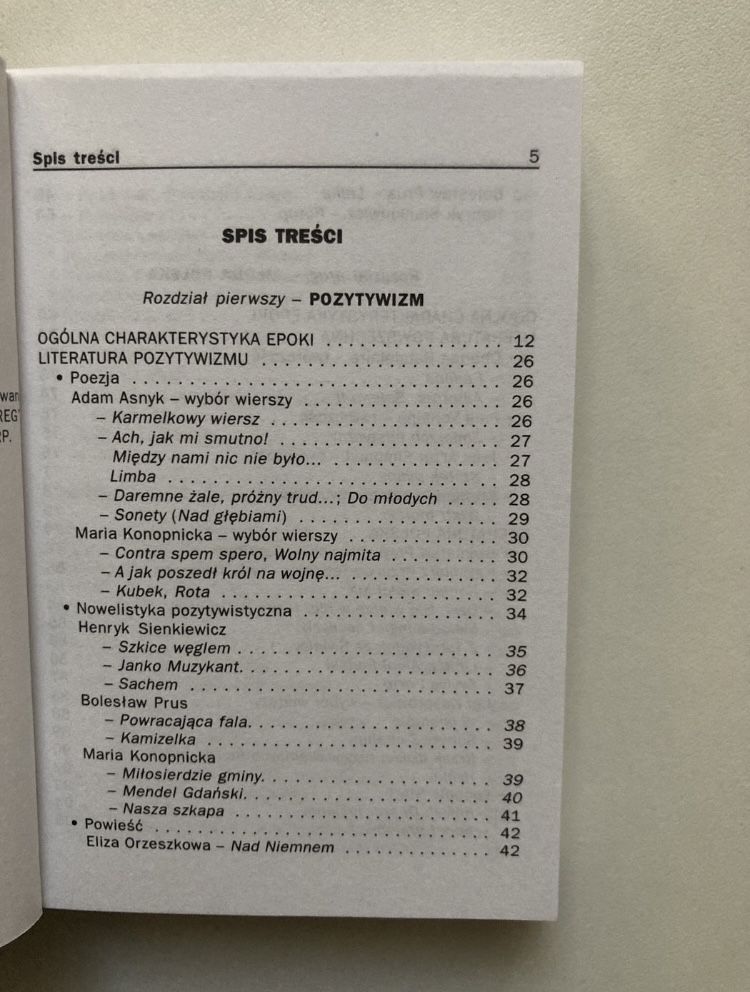 Spis treści 5
SPIS TREŚCI
Rozdział pierwszy – POZYTYWIZM
OGÓLNA CHARAKTERYSTYKA EPOKI . . . . . . . . . . . . . . . . 12
LITERATURA POZYTYWIZMU . . . . . . . . . . . . . . . . . . . . 26
• Poezja . . . . . . . . . . . . . . . . . . . . . . . . . . . . . . 26
Adam Asnyk – wybór wierszy . . . . . . . . . . . . . . . . . . 26
– Karmelkowy wiersz . . . . . . . . . . . . . . . . . . . . 26
– Ach, jak mi smutno! . . . . . . . . . . . . . . . . . . . 27
Między nami nic nie było... . . . . . . . . . . . . . . . 27
Limba . . . . . . . . . . . . . . . . . . . . . . . . . . . 28
– Daremne żale, próżny trud...; Do młodych . . . . . 28
– Sonety (Nad głębiami) . . . . . . . . . . . . . . . . . . 29
Maria Konopnicka – wybór wierszy . . . . . . . . . . . . . . 30
– Contra spem spero, Wolny najmita . . . . . . . . . . 30
– A jak poszedł król na wojnę... . . . . . . . . . . . . . 32
– Kubek, Rota . . . . . . . . . . . . . . . . . . . . . . . 32
• Nowelistyka pozytywistyczna . . . . . . . . . . . . . . . . . 34
Henryk Sienkiewicz
– Szkice węglem . . . . . . . . . . . . . . . . . . . . . . 35
– Janko Muzykant. . . . . . . . . . . . . . . . . . . . . . 36
– Sachem . . . . . . . . . . . . . . . . . . . . . . . . . . 37
Bolesław Prus
– Powracająca fala. . . . . . . . . . . . . . . . . . . . . 38
– Kamizelka . . . . . . . . . . . . . . . . . . . . . . . . 39
Maria Konopnicka
– Miłosierdzie gminy. . . . . . . . . . . . . . . . . . . . 39
– Mendel Gdański. . . . . . . . . . . . . . . . . . . . . . 40
– Nasza szkapa . . . . . . . . . . . . . . . . . . . . . . 41
• Powieść . . . . . . . . . . . . . . . . . . . . . . . . . . . . 42
Eliza Orzeszkowa – Nad Niemnem . . . . . . . . . . . . . . 42